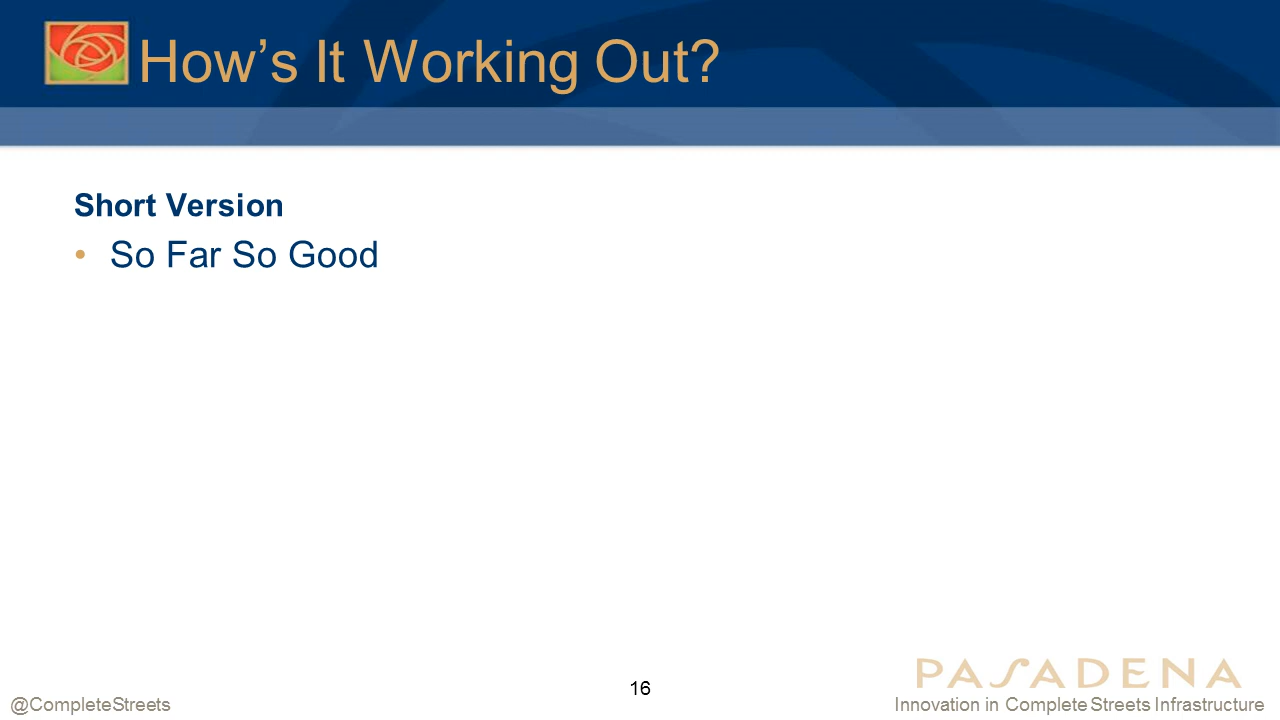 How’s It Working Out?
Short Version
• So Far So Good
PASADENA
16
@CompleteStreets
Innovation in Complete Streets Infrastructure